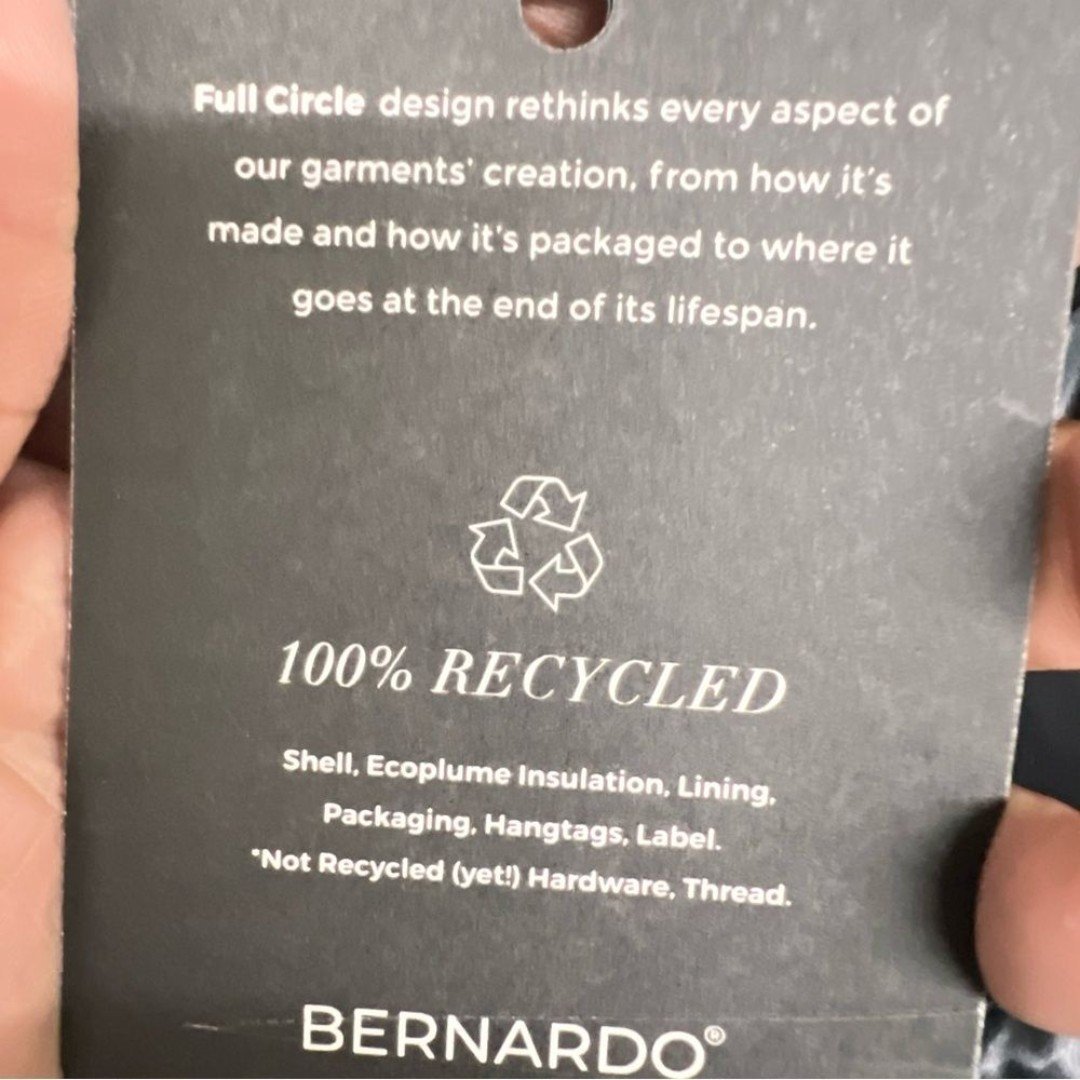 Full Circle design rethinks every aspect of
our garments' creation, from how it's
made and how it's packaged to where it
goes at the end of its lifespan.
100% RECYCLED
Shell, Ecoplume Insulation, Lining,
Packaging, Hangtags, Label.
*Not Recycled (yet!) Hardware, Thread.
BERNARDO®